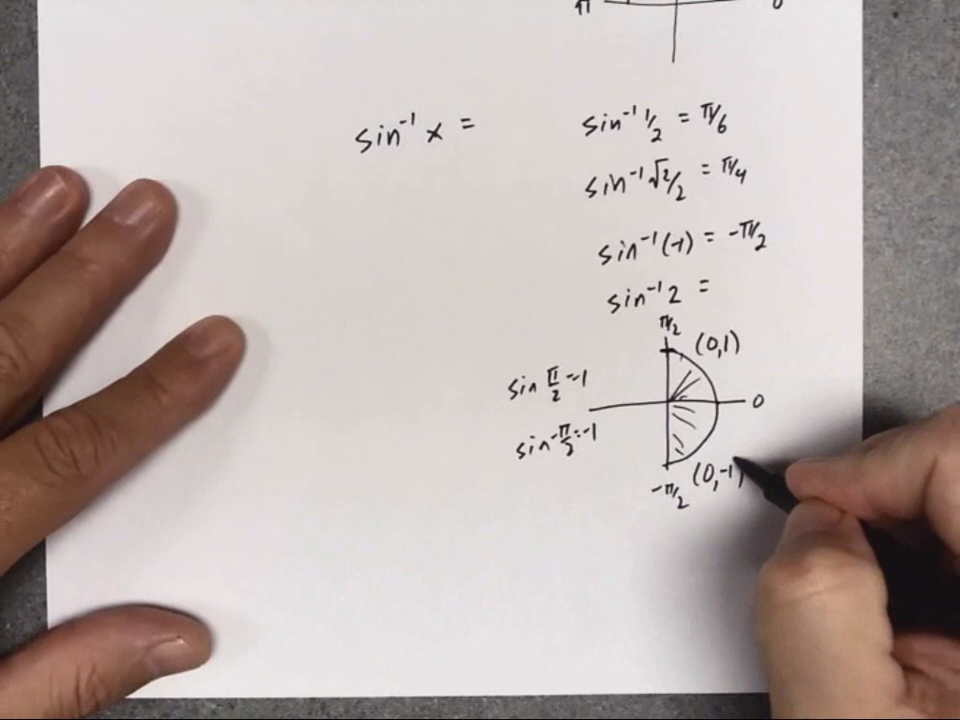 π 0
sin⁻¹ x =
sin⁻¹ 1/2 = π/6
sin⁻¹ √2/2 = π/4
sin⁻¹(-1) = -π/2
sin⁻¹ 2 =
π/2
(0,1)
sin π/2 = 1
0
sin -π/2 = -1
(0,-1)
-π/2